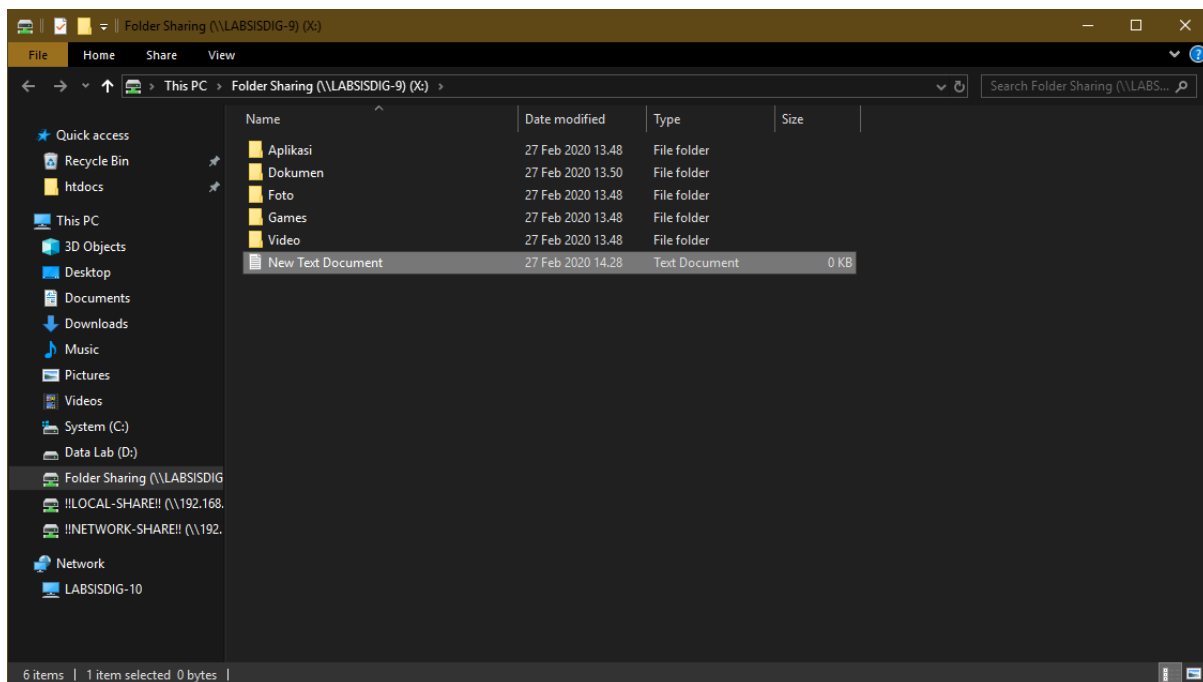 Folder Sharing (\\LABSISDIG-9) (X:)
File Home Share View
This PC > Folder Sharing (\\LABSISDIG-9) (X:) >
Search Folder Sharing (\\LABS...
Name Date modified Type Size
Quick access
Recycle Bin
htdocs
This PC
3D Objects
Desktop
Documents
Downloads
Music
Pictures
Videos
System (C:)
Data Lab (D:)
Folder Sharing (\\LABSISDIG
!!LOCAL-SHARE!! (\\192.168.
!!NETWORK-SHARE!! (\\192.
Network
LABSISDIG-10
Aplikasi 27 Feb 2020 13.48 File folder
Dokumen 27 Feb 2020 13.50 File folder
Foto 27 Feb 2020 13.48 File folder
Games 27 Feb 2020 13.48 File folder
Video 27 Feb 2020 13.48 File folder
New Text Document 27 Feb 2020 14.28 Text Document 0 KB
6 items 1 item selected 0 bytes